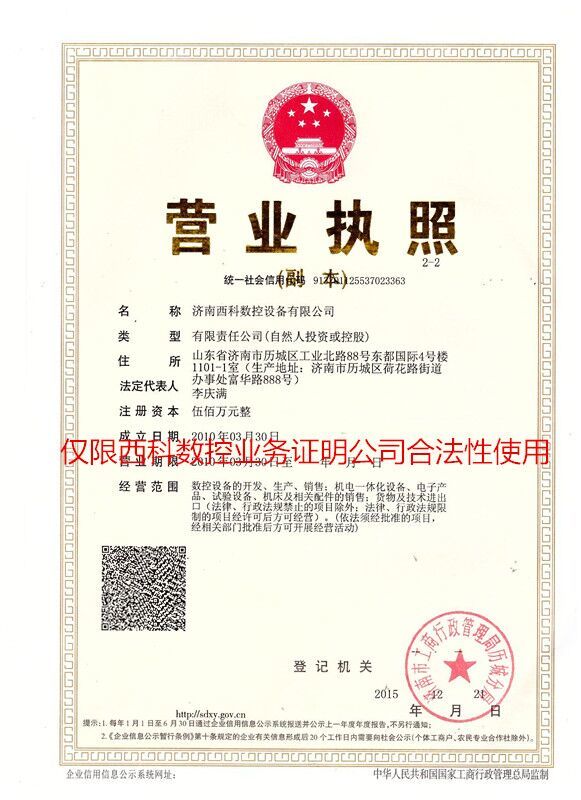 营业执照
(副 本)
2-2
统一社会信用代码 91370112553702336３
名 称 济南西科数控设备有限公司
类 型 有限责任公司(自然人投资或控股)
住 所 山东省济南市历城区工业北路88号东都国际4号楼
1101-1室（生产地址：济南市历城区荷花路街道
办事处富华路888号）
法定代表人 李庆满
注册资本 伍佰万元整
成立日期 2010年03月30日
仅限西科数控业务证明公司合法性使用
营业期限 2010年03月30日至 年 月 日
经营范围 数控设备的开发、生产、销售；机电一体化设备、电子产
品、试验设备、机床及相关配件的销售；货物及技术进出
口（法律、行政法规禁止的项目除外；法律、行政法规限
制的项目经许可后方可经营）。(依法须经批准的项目，
经相关部门批准后方可开展经营活动)
登记机关
济南市工商行政管理局历城分局
2015 12 21
年 月 日
http://sdxy.gov.cn
提示：1.每年1月1日至6月30日通过企业信用信息公示系统报送并公示上一年度年度报告,不另行通知；
2.《企业信息公示暂行条例》第十条规定的企业有关信息形成后20个工作日内需要向社会公示(个体工商户、农民专业合作社除外)。
企业信用信息公示系统网址：
中华人民共和国国家工商行政管理总局监制